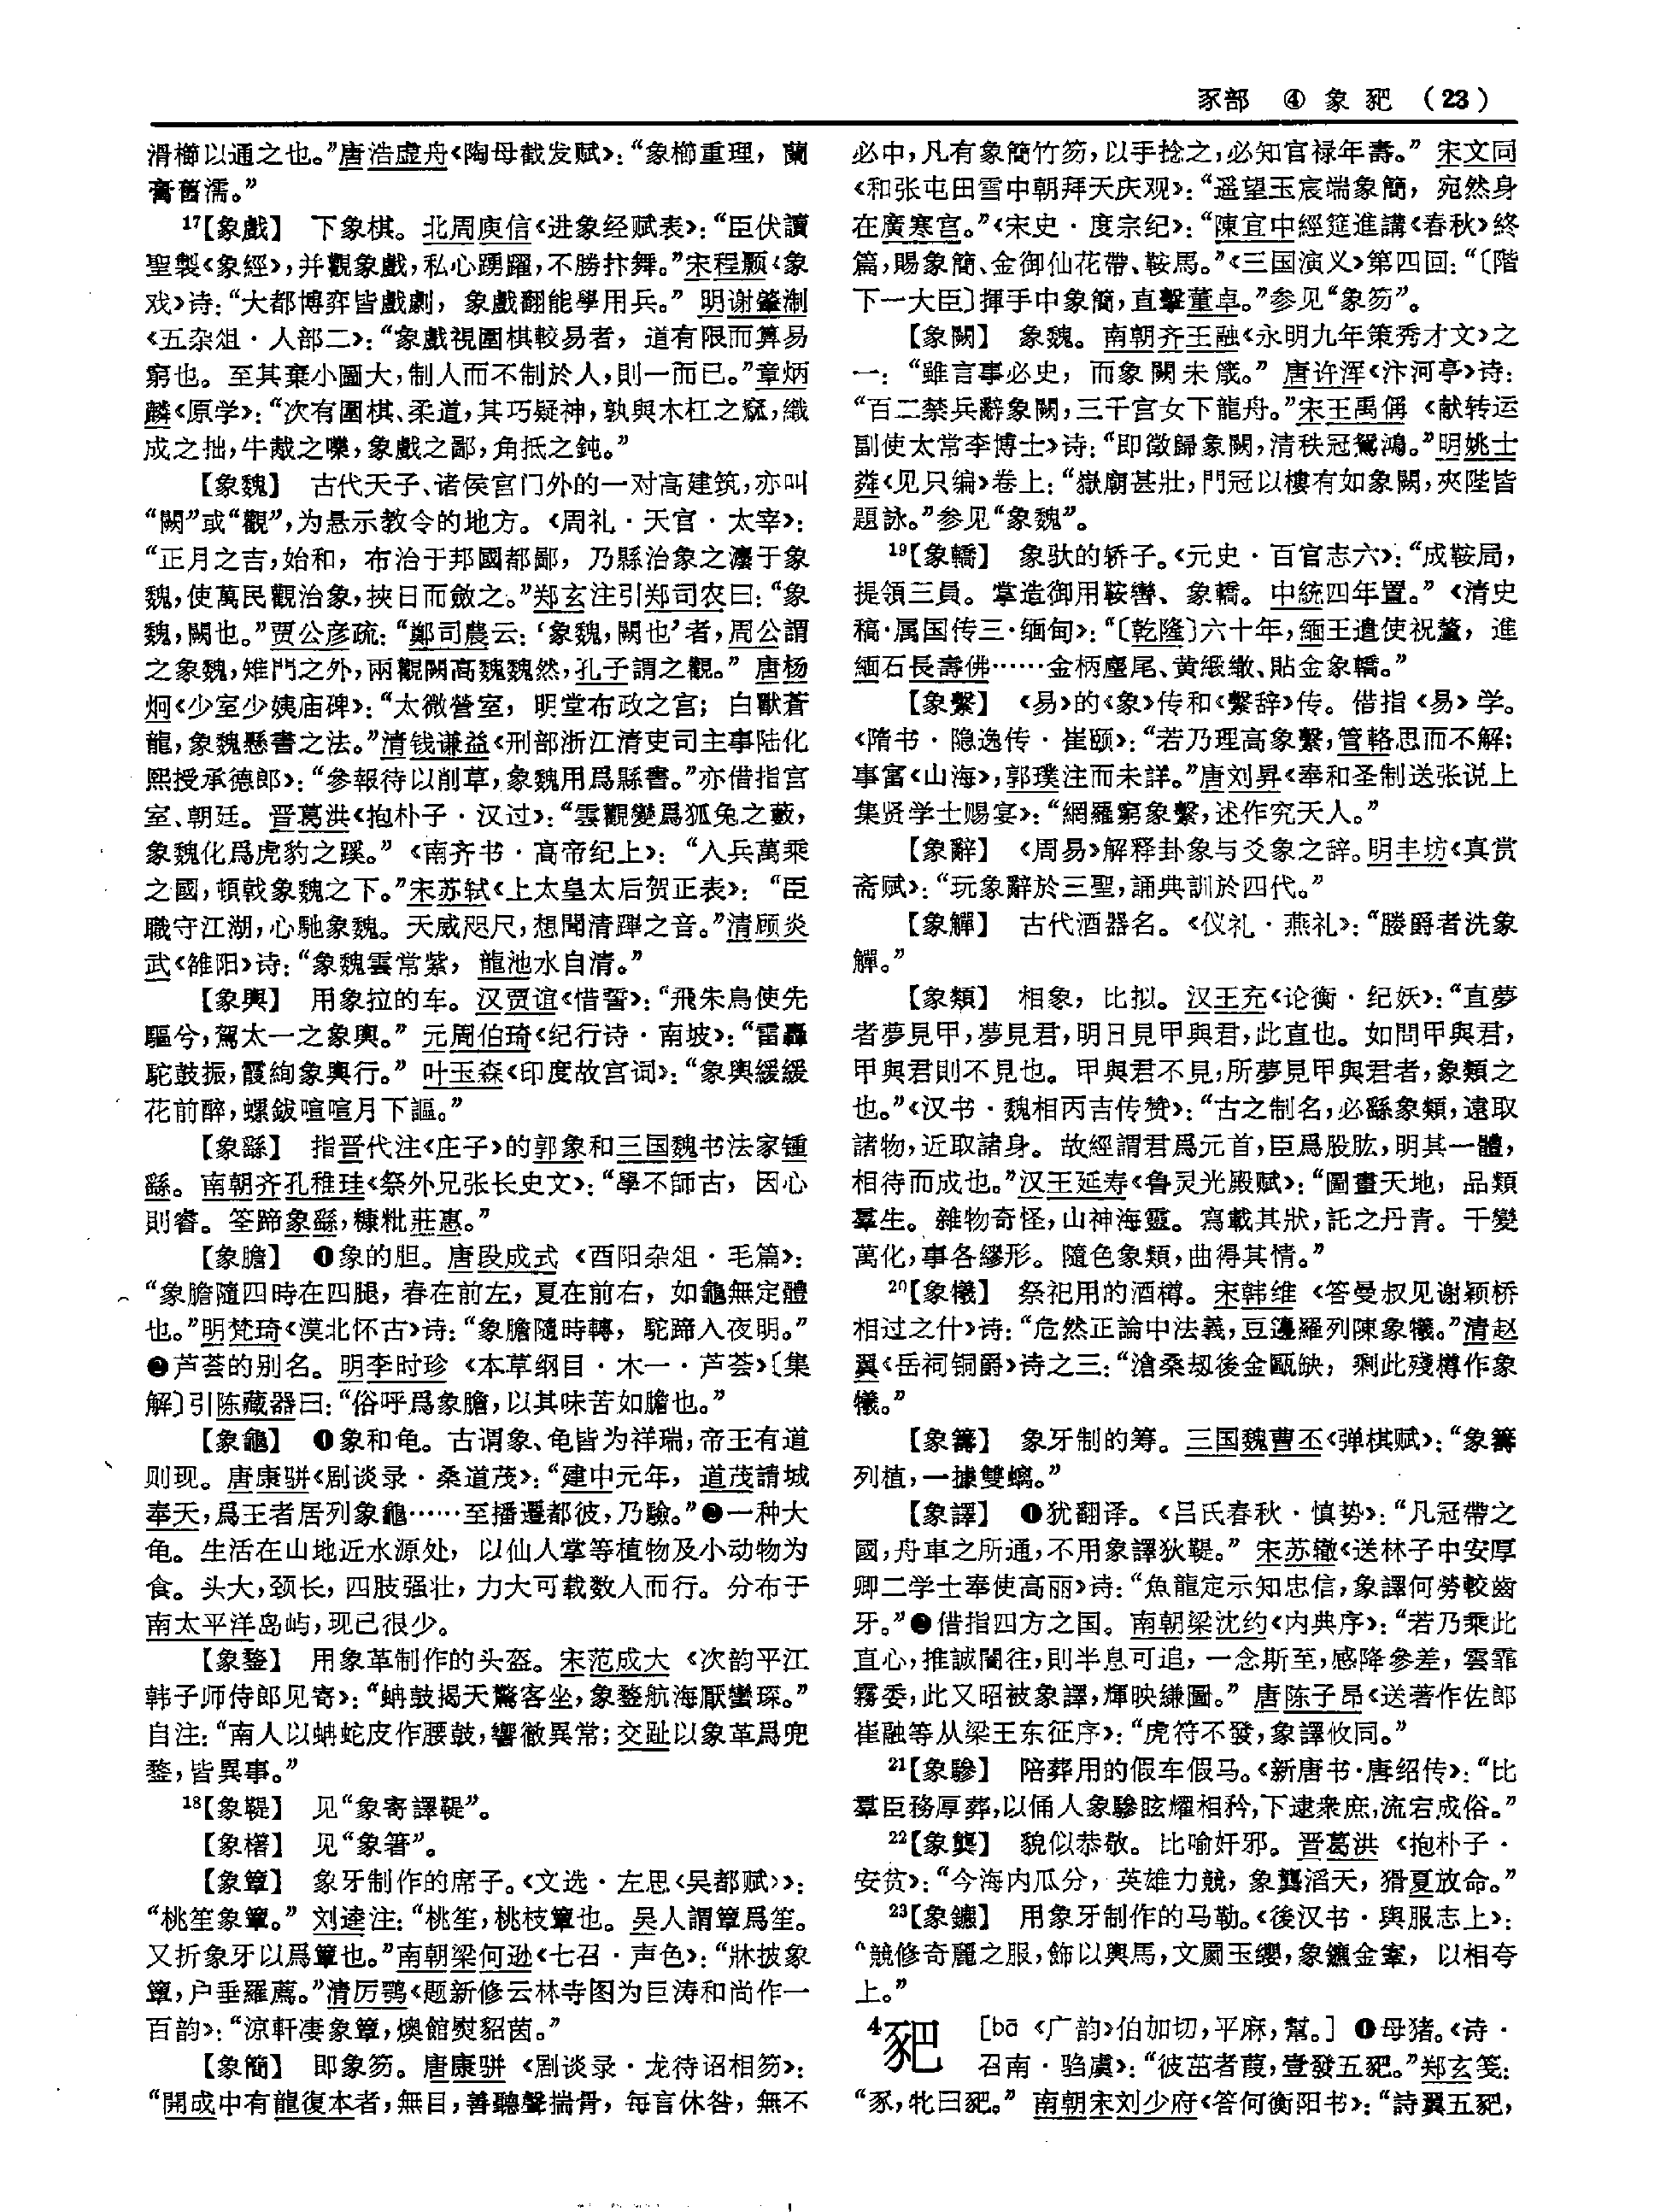 豕部 ④ 象 豝 (23)
滑櫛以通之也。”唐浩虚舟《陶母截发赋》：“象櫛重理，蘭
膏舊濡。”
17【象戲】 下象棋。北周庾信《进象经赋表》：“臣伏讀
聖製《象經》，并觀象戲，私心踴躍，不勝抃舞。”宋程颢《象
戏》诗：“大都博弈皆戲劇，象戲翻能學用兵。”明谢肇淛
《五杂俎·人部二》：“象戲視圍棋較易者，道有限而算易
窮也。至其棄小圖大，制人而不制於人，則一而已。”章炳
麟《原学》：“次有圍棋、柔道，其巧疑神，孰與木杠之窳，織
成之拙，牛胾之嚛，象戲之鄙，角抵之鈍。”
【象魏】 古代天子、诸侯宫门外的一对高建筑，亦叫
“闕”或“觀”，为悬示教令的地方。《周礼·天官·太宰》：
“正月之吉，始和，布治于邦國都鄙，乃縣治象之灋于象
魏，使萬民觀治象，挾日而斂之。”郑玄注引郑司农曰：“象
魏，闕也。”贾公彦疏：“鄭司農云：‘象魏，闕也’者，周公謂
之象魏，雉門之外，兩觀闕高魏魏然，孔子謂之觀。”唐杨
炯《少室少姨庙碑》：“太微營室，明堂布政之宫；白獸蒼
龍，象魏懸書之法。”清钱谦益《刑部浙江清吏司主事陆化
熙授承德郎》：“參報待以削草，象魏用爲縣書。”亦借指宫
室、朝廷。晋葛洪《抱朴子·汉过》：“雲觀變爲狐兔之藪，
象魏化爲虎豹之蹊。”《南齐书·高帝纪上》：“入兵萬乘
之國，頓戟象魏之下。”宋苏轼《上太皇太后贺正表》：“臣
職守江湖，心馳象魏。天威咫尺，想聞清蹕之音。”清顾炎
武《雒阳》诗：“象魏雲常紫，龍池水自清。”
【象輿】 用象拉的车。汉贾谊《惜誓》：“飛朱鳥使先
驅兮，駕太一之象輿。”元周伯琦《纪行诗·南坡》：“雷轟
駝鼓振，霞絢象輿行。”叶玉森《印度故宫词》：“象輿緩緩
花前醉，螺鈸喧喧月下謳。”
【象繇】 指晋代注《庄子》的郭象和三国魏书法家锺
繇。南朝齐孔稚珪《祭外兄张长史文》：“學不師古，因心
則睿。筌蹄象繇，糠粃莊惠。”
【象膽】 ❶象的胆。唐段成式《酉阳杂俎·毛篇》：
“象膽隨四時在四腿，春在前左，夏在前右，如龜無定體
也。”明梵琦《漠北怀古》诗：“象膽隨時轉，駝蹄入夜明。”
❷芦荟的别名。明李时珍《本草纲目·木一·芦荟》〔集
解〕引陈藏器曰：“俗呼爲象膽，以其味苦如膽也。”
【象龜】 ❶象和龟。古谓象、龟皆为祥瑞，帝王有道
则现。唐康骈《剧谈录·桑道茂》：“建中元年，道茂請城
奉天，爲王者居列象龜……至播遷都彼，乃驗。”❷一种大
龟。生活在山地近水源处，以仙人掌等植物及小动物为
食。头大，颈长，四肢强壮，力大可载数人而行。分布于
南太平洋岛屿，现已很少。
【象鍪】 用象革制作的头盔。宋范成大《次韵平江
韩子师侍郎见寄》：“蚺鼓揭天驚客坐，象鍪航海厭蠻琛。”
自注：“南人以蚺蛇皮作腰鼓，響徹異常；交趾以象革爲兜
鍪，皆異事。”
18【象鞮】 见“象寄譯鞮”。
【象櫡】 见“象箸”。
【象簟】 象牙制作的席子。《文选·左思〈吴都赋〉》：
“桃笙象簟。”刘逵注：“桃笙，桃枝簟也。吴人謂簟爲笙。
又折象牙以爲簟也。”南朝梁何逊《七召·声色》：“牀披象
簟，户垂羅薦。”清厉鹗《题新修云林寺图为巨涛和尚作一
百韵》：“涼軒凄象簟，燠館熨貂茵。”
【象簡】 即象笏。唐康骈《剧谈录·龙待诏相笏》：
“開成中有龍復本者，無目，善聽聲揣骨，每言休咎，無不
必中，凡有象簡竹笏，以手捻之，必知官禄年壽。”宋文同
《和张屯田雪中朝拜天庆观》：“遥望玉宸端象簡，宛然身
在廣寒宫。”《宋史·度宗纪》：“陳宜中經筵進講《春秋》終
篇，賜象簡、金御仙花帶、鞍馬。”《三国演义》第四回：“〔階
下一大臣〕揮手中象簡，直擊董卓。”参见“象笏”。
【象闕】 象魏。南朝齐王融《永明九年策秀才文》之
一：“雖言事必史，而象闕未箴。”唐许浑《汴河亭》诗：
“百二禁兵辭象闕，三千宫女下龍舟。”宋王禹偁《献转运
副使太常李博士》诗：“即徵歸象闕，清秩冠鴛鴻。”明姚士
粦《见只编》卷上：“嶽廟甚壯，門冠以樓有如象闕，夾陛皆
題詠。”参见“象魏”。
19【象轎】 象驮的轿子。《元史·百官志六》：“成鞍局，
提領三員。掌造御用鞍轡、象轎。中統四年置。”《清史
稿·属国传三·缅甸》：“〔乾隆〕六十年，緬王遣使祝釐，進
緬石長壽佛……金柄麈尾、黄緞繖、貼金象轎。”
【象繫】 《易》的《象》传和《繫辞》传。借指《易》学。
《隋书·隐逸传·崔颐》：“若乃理高象繫，管輅思而不解；
事富《山海》，郭璞注而未詳。”唐刘昇《奉和圣制送张说上
集贤学士赐宴》：“網羅窮象繫，述作究天人。”
【象辭】 《周易》解释卦象与爻象之辞。明丰坊《真赏
斋赋》：“玩象辭於三聖，誦典訓於四代。”
【象觶】 古代酒器名。《仪礼·燕礼》：“媵爵者洗象
觶。”
【象類】 相象，比拟。汉王充《论衡·纪妖》：“直夢
者夢見甲，夢見君，明日見甲與君，此直也。如問甲與君，
甲與君則不見也。甲與君不見，所夢見甲與君者，象類之
也。”《汉书·魏相丙吉传赞》：“古之制名，必繇象類，遠取
諸物，近取諸身。故經謂君爲元首，臣爲股肱，明其一體，
相待而成也。”汉王延寿《鲁灵光殿赋》：“圖畫天地，品類
羣生。雜物奇怪，山神海靈。寫載其狀，託之丹青。千變
萬化，事各繆形。隨色象類，曲得其情。”
20【象犧】 祭祀用的酒樽。宋韩维《答曼叔见谢颖桥
相过之什》诗：“危然正論中法義，豆籩羅列陳象犧。”清赵
翼《岳祠铜爵》诗之三：“滄桑刼後金甌缺，剩此殘樽作象
犧。”
【象籌】 象牙制的筹。三国魏曹丕《弹棋赋》：“象籌
列植，一據雙螭。”
【象譯】 ❶犹翻译。《吕氏春秋·慎势》：“凡冠帶之
國，舟車之所通，不用象譯狄鞮。”宋苏辙《送林子中安厚
卿二学士奉使高丽》诗：“魚龍定示知忠信，象譯何勞較齒
牙。”❷借指四方之国。南朝梁沈约《内典序》：“若乃乘此
直心，推誠闇往，則半息可追，一念斯至，感降參差，雲霏
霧委，此又昭被象譯，輝映縑圖。”唐陈子昂《送著作佐郎
崔融等从梁王东征序》：“虎符不發，象譯攸同。”
21【象驂】 陪葬用的假车假马。《新唐书·唐绍传》：“比
羣臣務厚葬，以俑人象驂眩耀相矜，下逮衆庶，流宕成俗。”
22【象龔】 貌似恭敬。比喻奸邪。晋葛洪《抱朴子·
安贫》：“今海内瓜分，英雄力競，象龔滔天，猾夏放命。”
23【象鑣】 用象牙制作的马勒。《後汉书·舆服志上》：
“競修奇麗之服，飾以輿馬，文罽玉纓，象鑣金鞌，以相夸
上。”
4豝 [bā 《广韵》伯加切，平麻，幫。] ❶母猪。《诗·
召南·驺虞》：“彼茁者葭，壹發五豝。”郑玄笺：
“豕，牝曰豝。”南朝宋刘少府《答何衡阳书》：“詩翼五豝，